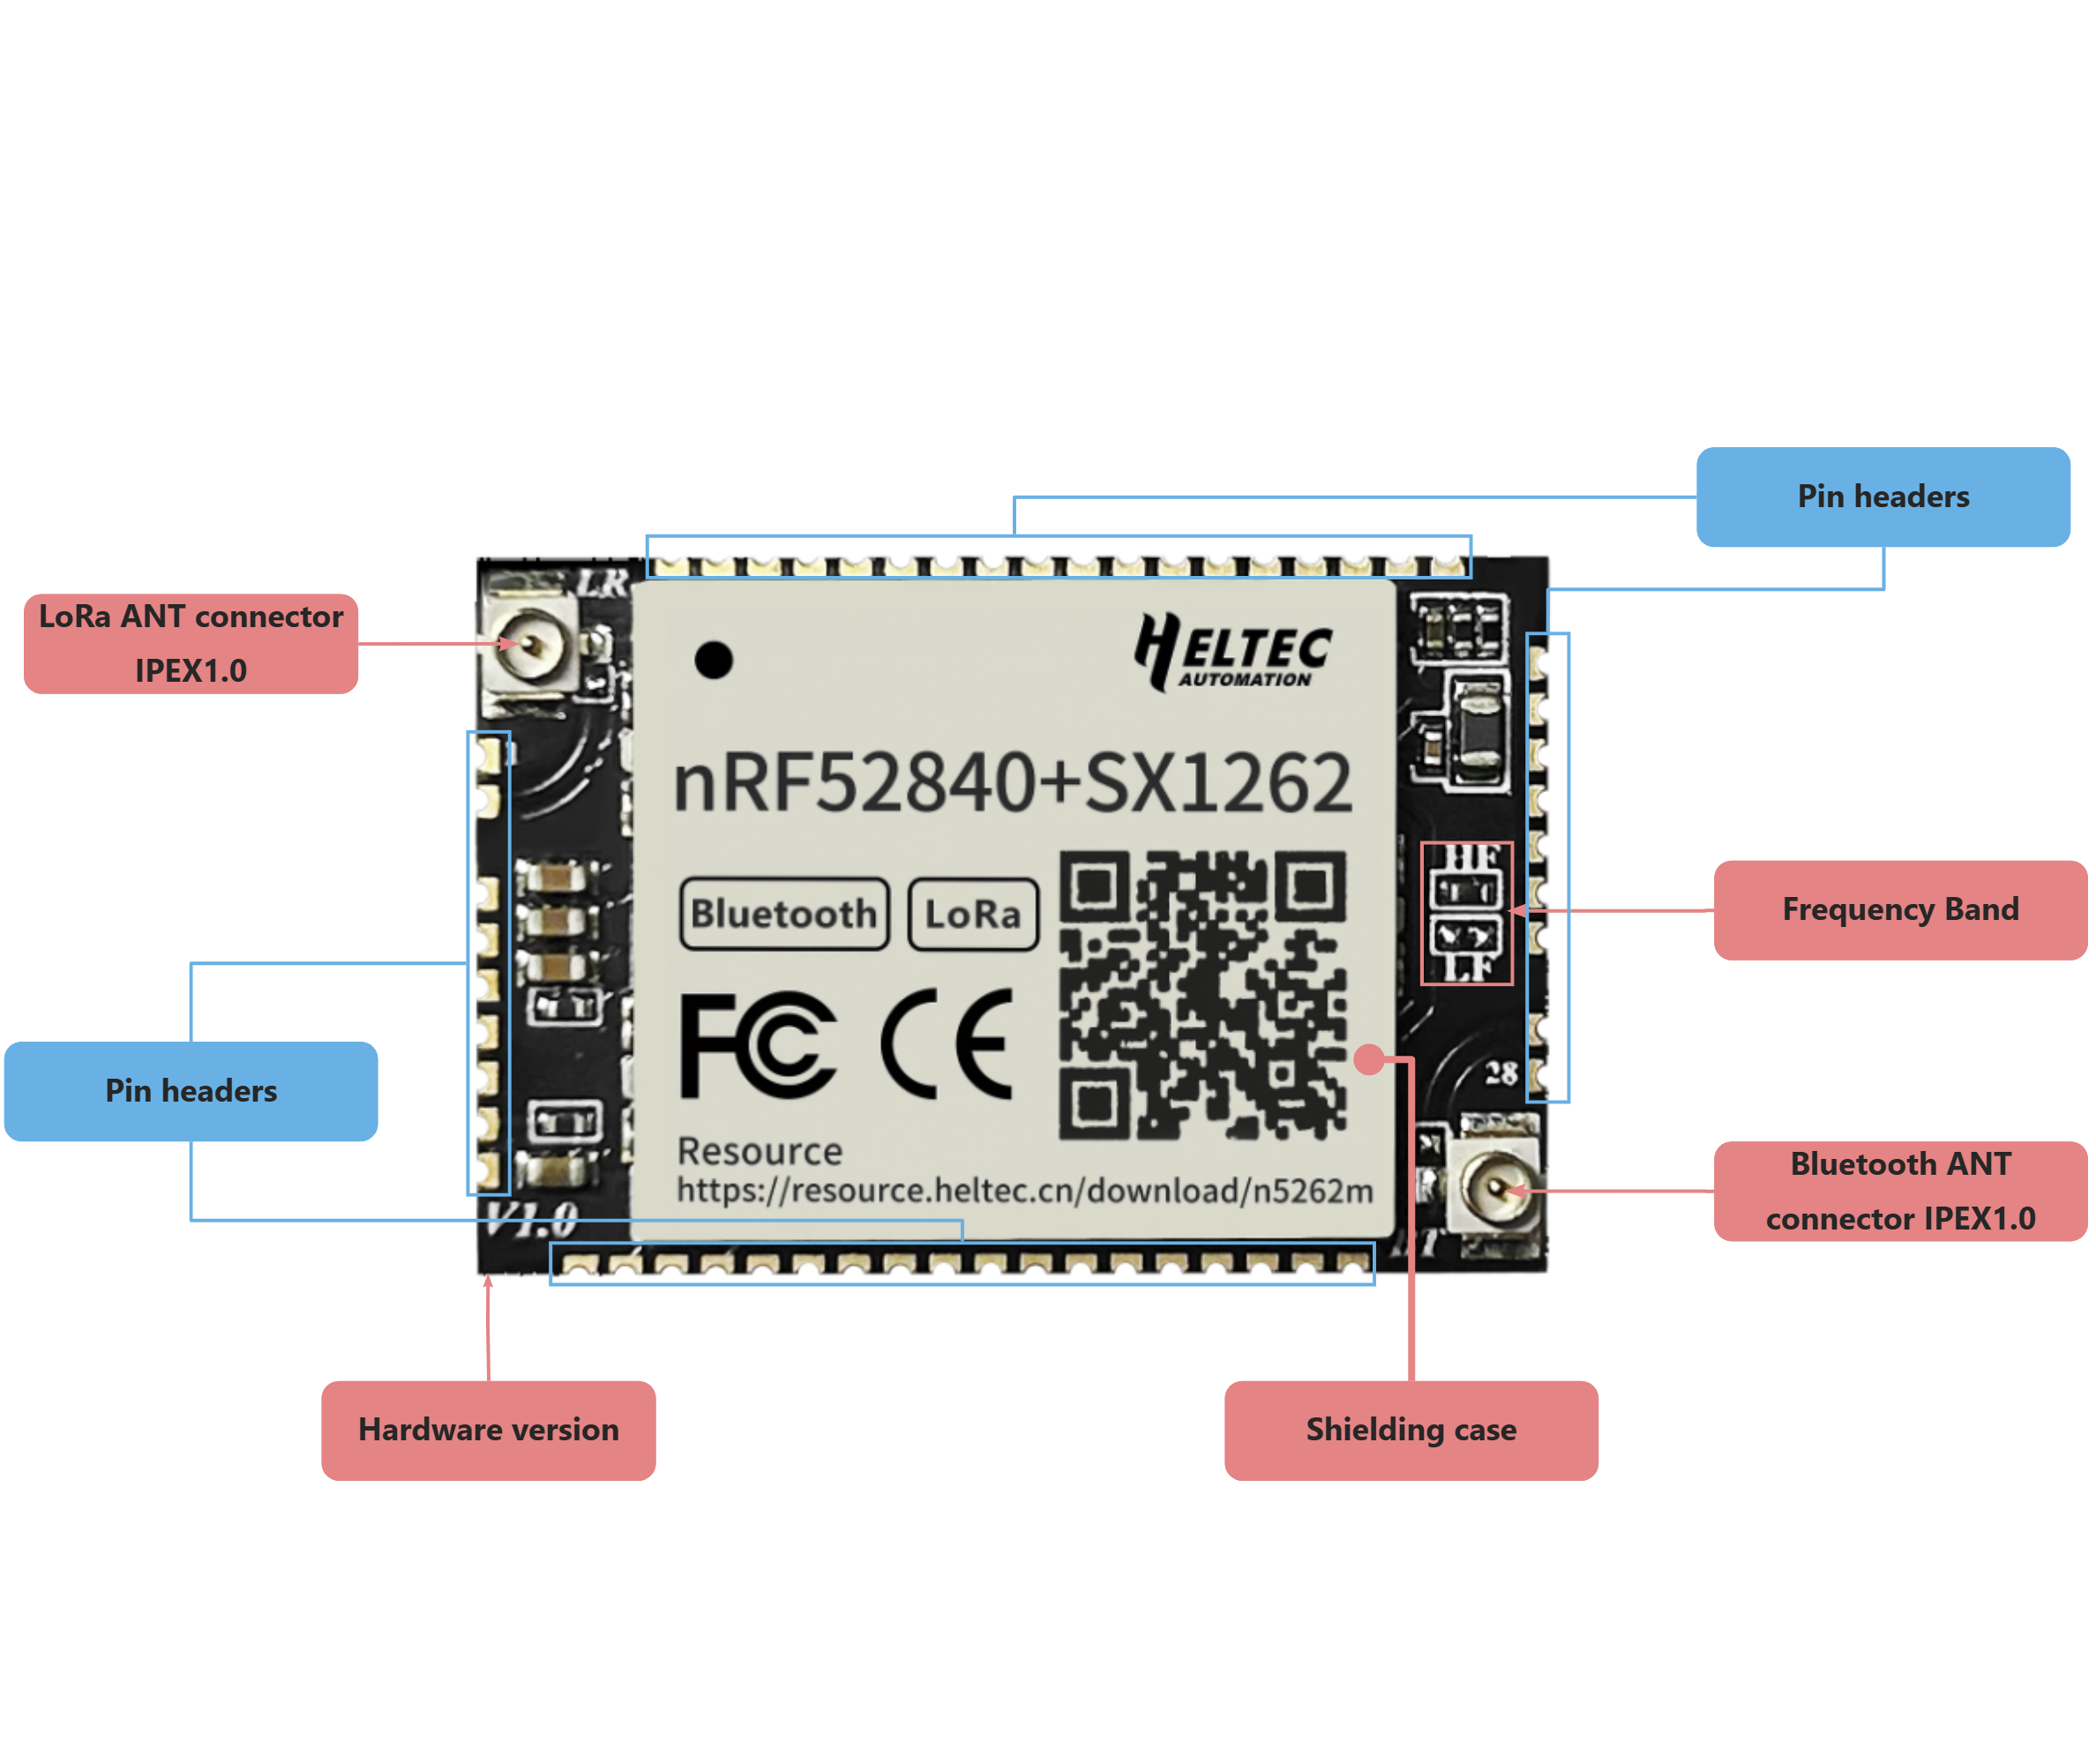 Pin headers
LR
LoRa ANT connector
IPEX1.0
HELTEC
AUTOMATION
1
nRF52840+SX1262
HF
Bluetooth
LoRa
Frequency Band
LF
FC CE
28
Pin headers
Resource
https://resource.heltec.cn/download/n5262m
Bluetooth ANT
connector IPEX1.0
V1.0
Hardware version
Shielding case